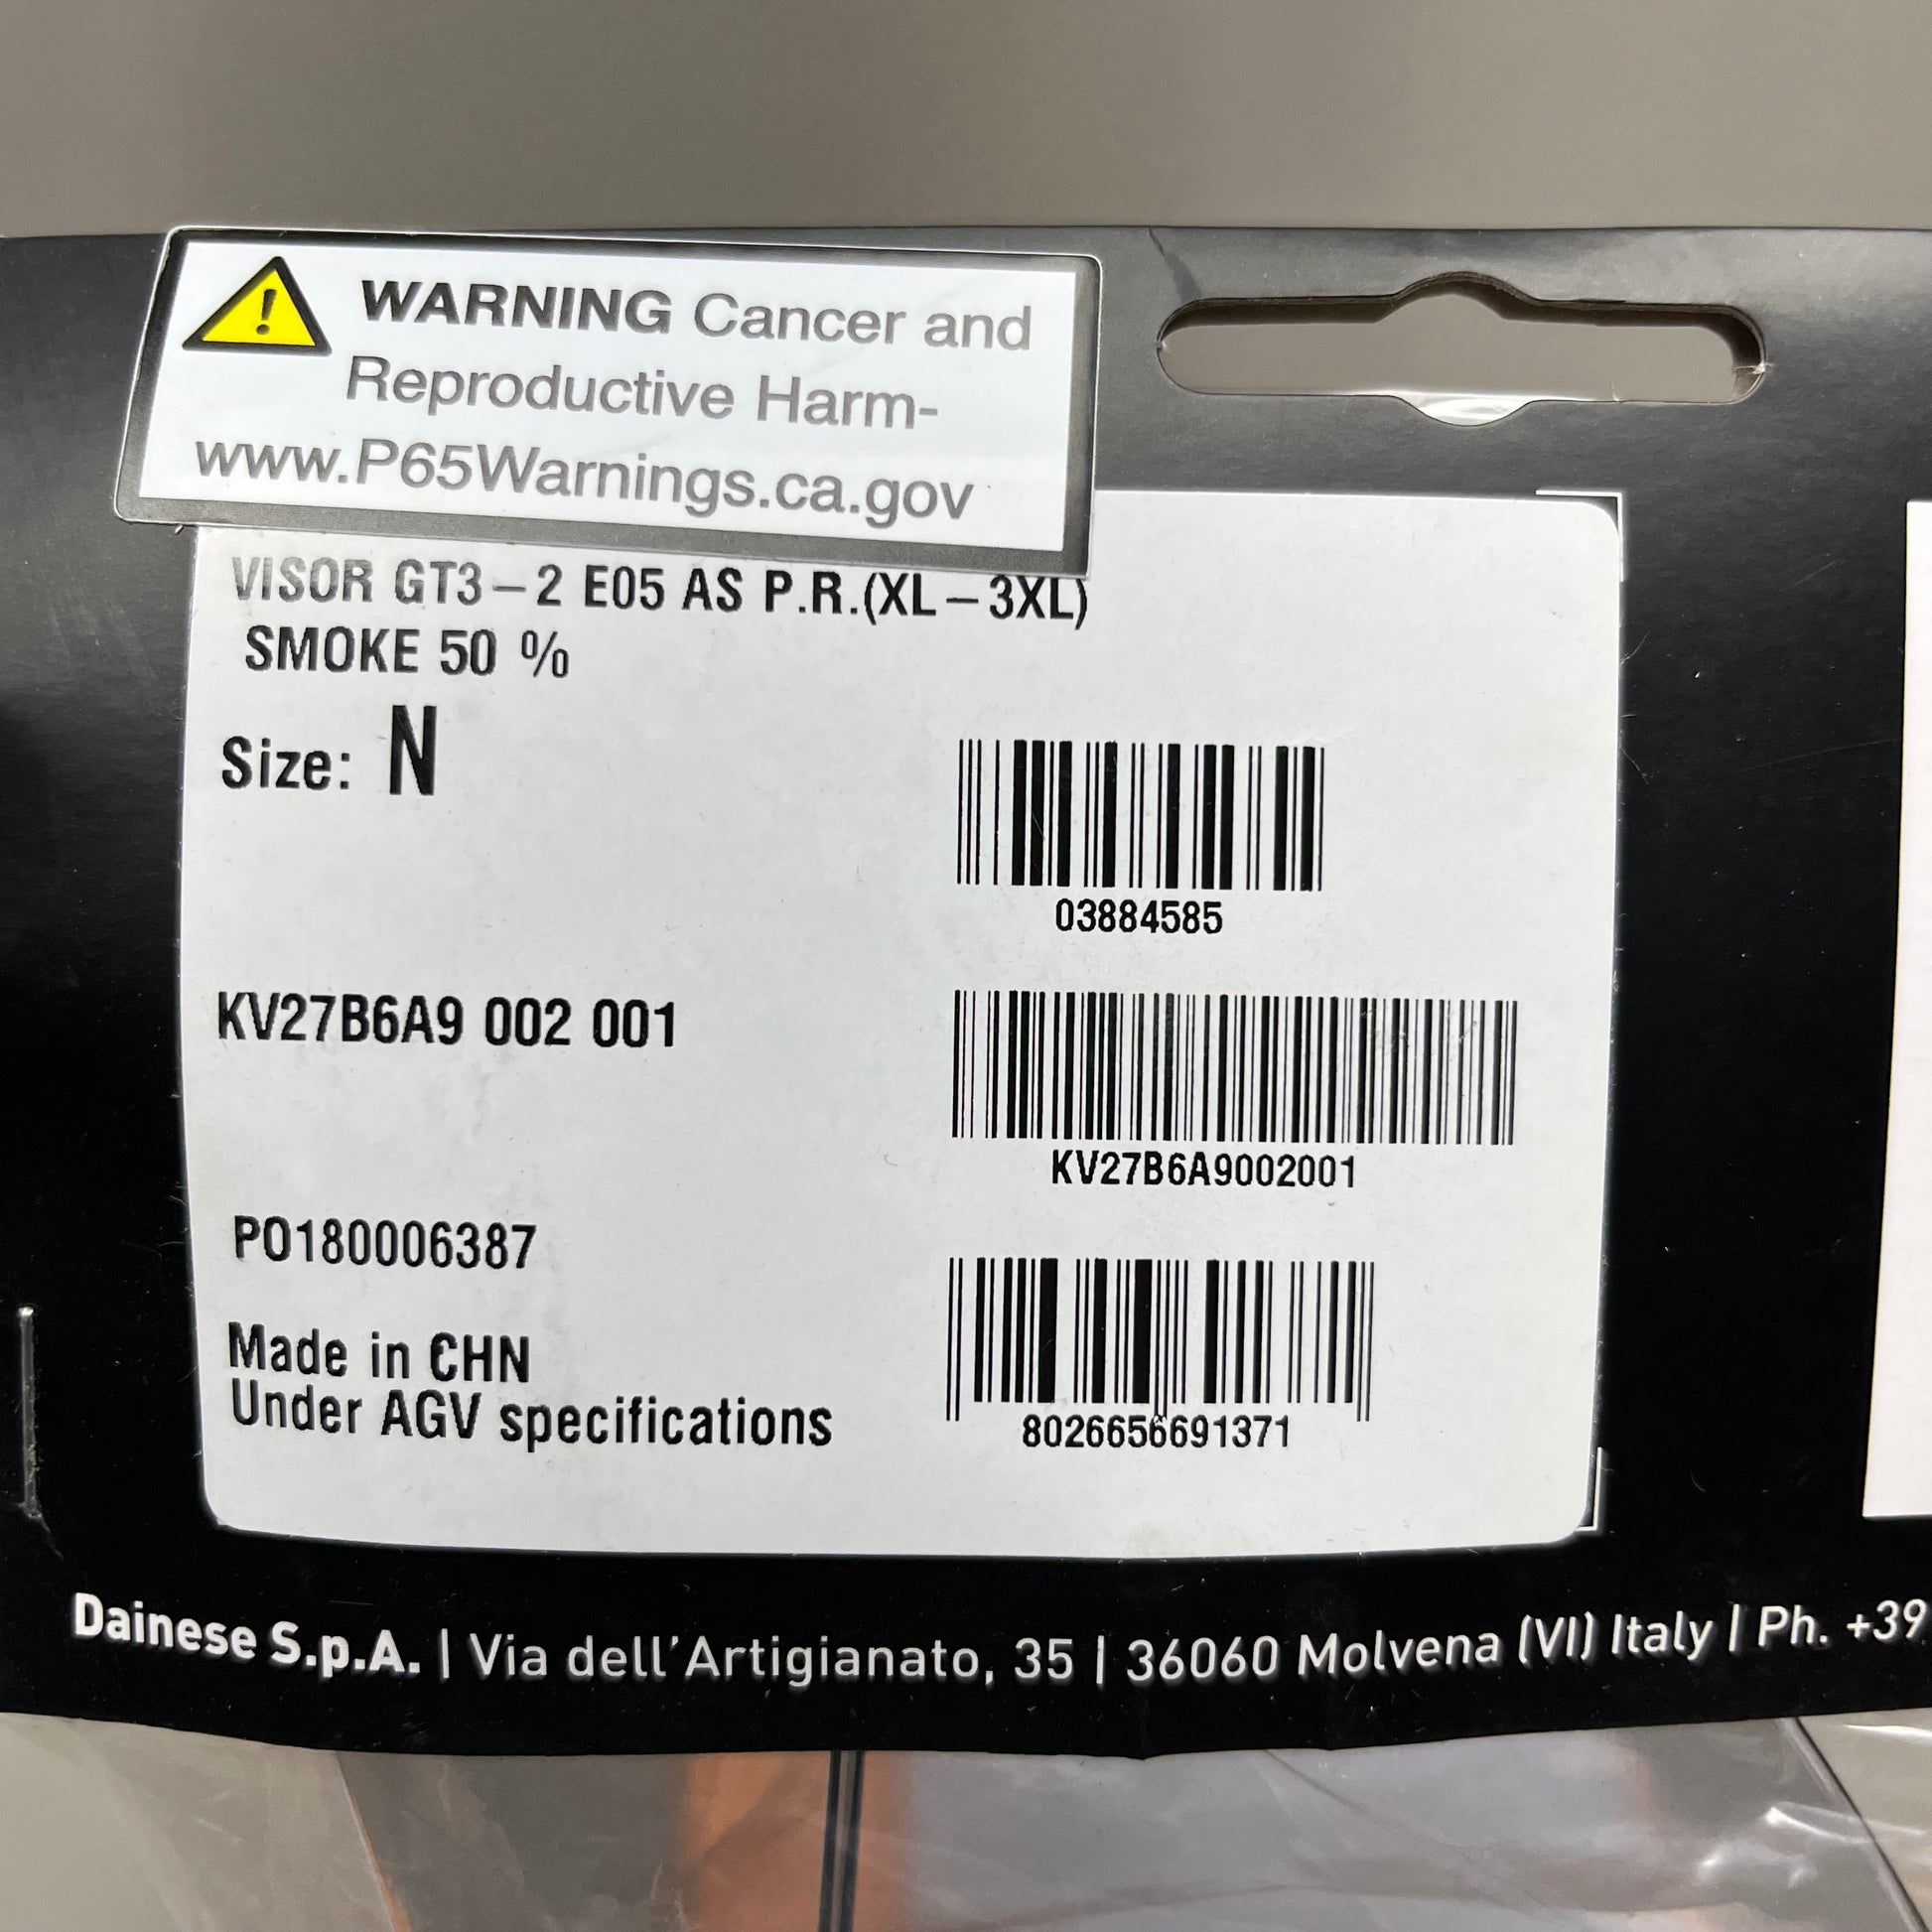 WARNING Cancer and
Reproductive Harm-
www.P65Warnings.ca.gov
VISOR GT3-2 E05 AS P.R.(XL-3XL)
SMOKE 50 %
Size: N
03884585
KV27B6A9 002 001
KV27B6A9002001
PO180006387
Made in CHN
Under AGV specifications
8026656691371
Dainese S.p.A. | Via dell'Artigianato, 35 | 36060 Molvena (VI) Italy | Ph. +39